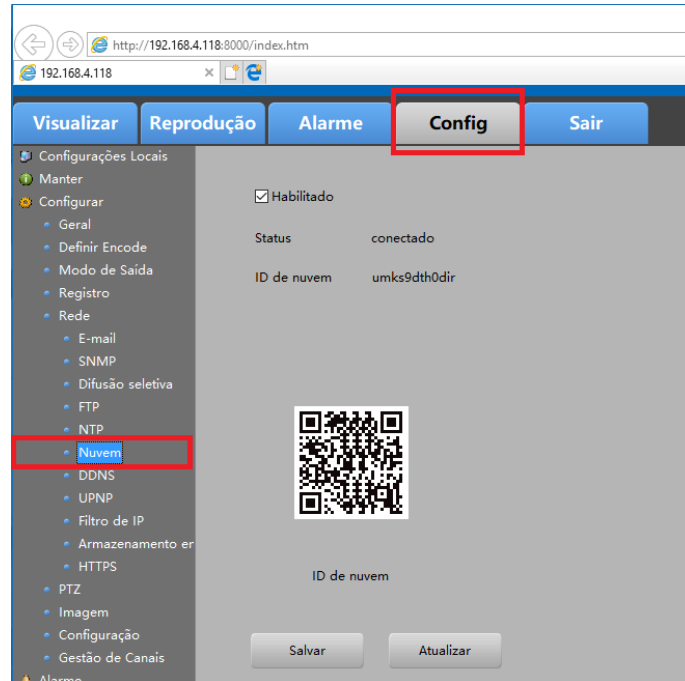 http://192.168.4.118:8000/index.htm
192.168.4.118
Visualizar Reprodução Alarme Config Sair
Configurações Locais
Manter
Configurar
Geral
Definir Encode
Modo de Saída
Registro
Rede
E-mail
SNMP
Difusão seletiva
FTP
NTP
Nuvem
DDNS
UPNP
Filtro de IP
Armazenamento er
HTTPS
PTZ
Imagem
Configuração
Gestão de Canais
Alarme
Habilitado
Status conectado
ID de nuvem umks9dth0dir
ID de nuvem
Salvar Atualizar